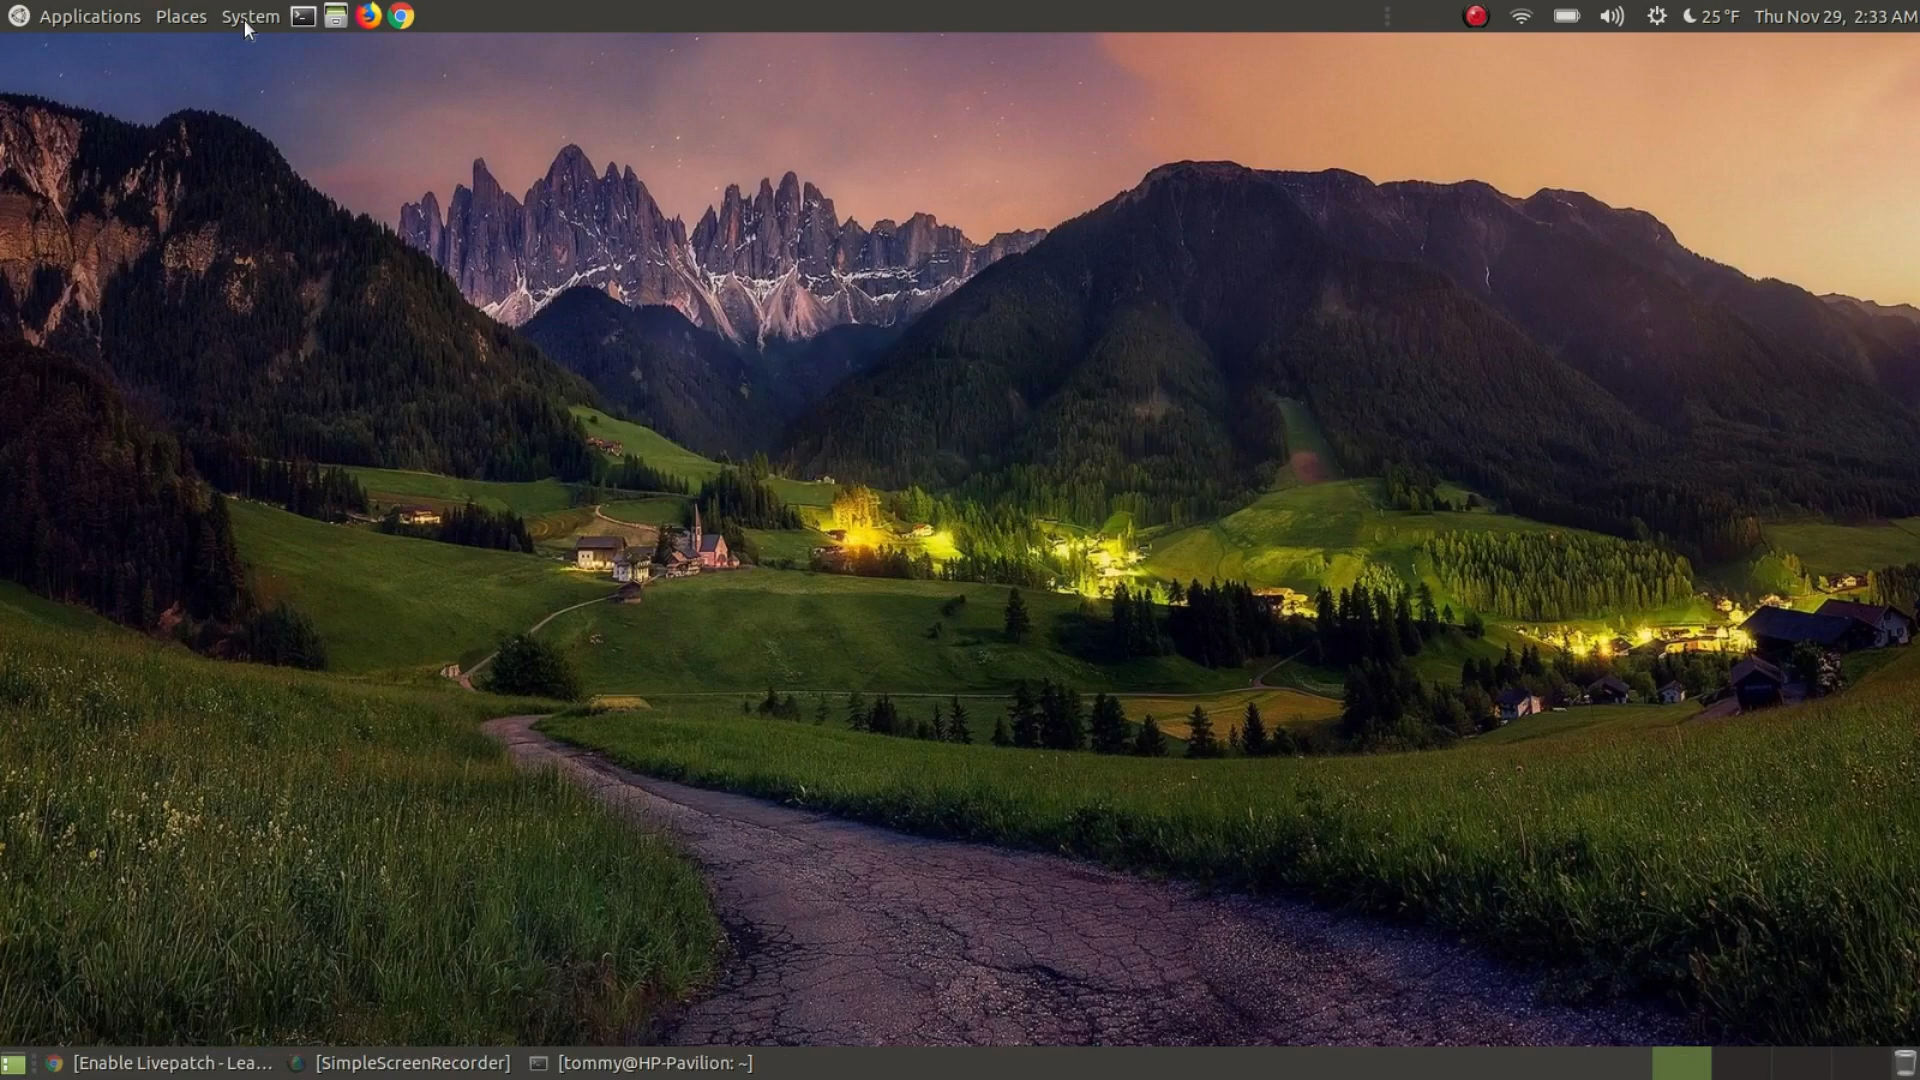 Applications Places System 25 °F Thu Nov 29, 2:33 AM
[Enable Livepatch - Lea... [SimpleScreenRecorder] [tommy@HP-Pavilion: ~]